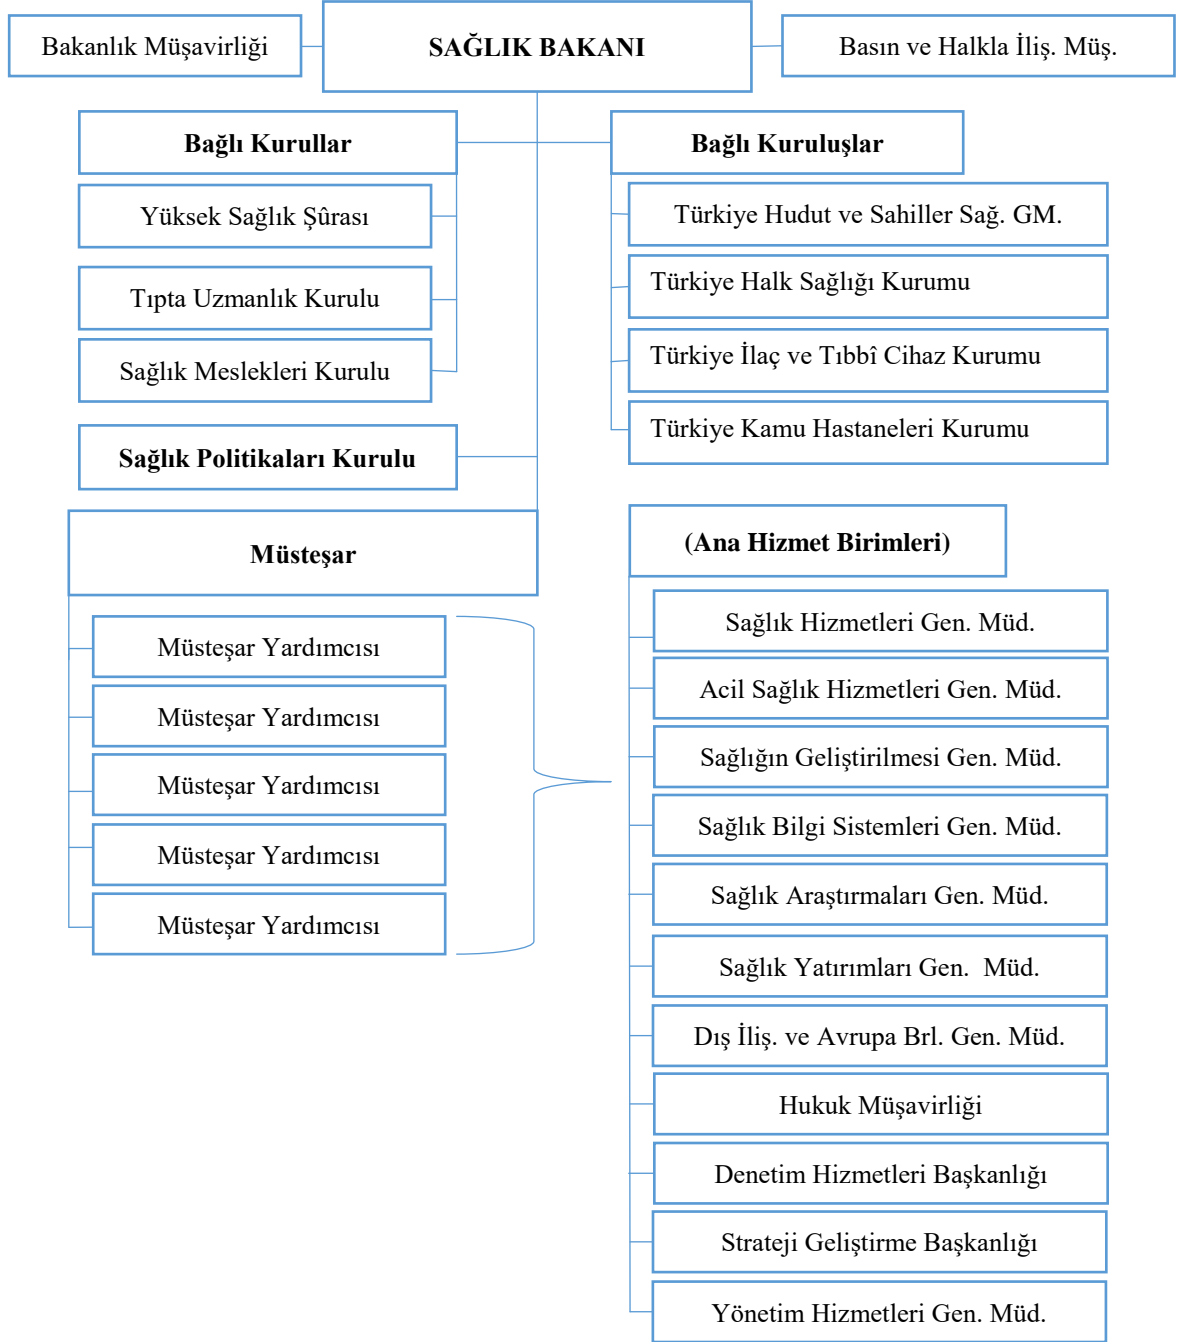 Bakanlık Müşavirliği
SAĞLIK BAKANI
Basın ve Halkla İliş. Müş.
Bağlı Kurullar
Yüksek Sağlık Şûrası
Tıpta Uzmanlık Kurulu
Sağlık Meslekleri Kurulu
Bağlı Kuruluşlar
Türkiye Hudut ve Sahiller Sağ. GM.
Türkiye Halk Sağlığı Kurumu
Türkiye İlaç ve Tıbbî Cihaz Kurumu
Türkiye Kamu Hastaneleri Kurumu
Sağlık Politikaları Kurulu
Müsteşar
Müsteşar Yardımcısı
Müsteşar Yardımcısı
Müsteşar Yardımcısı
Müsteşar Yardımcısı
Müsteşar Yardımcısı
(Ana Hizmet Birimleri)
Sağlık Hizmetleri Gen. Müd.
Acil Sağlık Hizmetleri Gen. Müd.
Sağlığın Geliştirilmesi Gen. Müd.
Sağlık Bilgi Sistemleri Gen. Müd.
Sağlık Araştırmaları Gen. Müd.
Sağlık Yatırımları Gen. Müd.
Dış İliş. ve Avrupa Brl. Gen. Müd.
Hukuk Müşavirliği
Denetim Hizmetleri Başkanlığı
Strateji Geliştirme Başkanlığı
Yönetim Hizmetleri Gen. Müd.